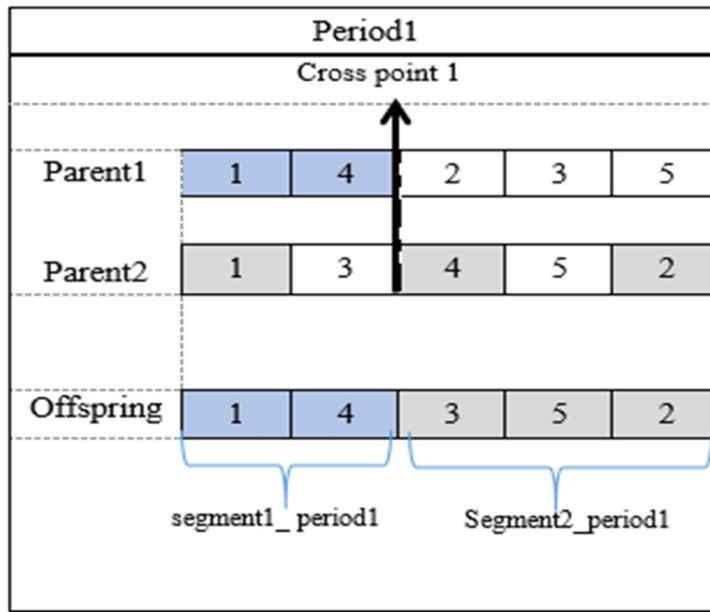 Period1
Cross point 1
Parent1 1 4 2 3 5
Parent2 1 3 4 5 2
Offspring 1 4 3 5 2
segment1_ period1 Segment2_period1